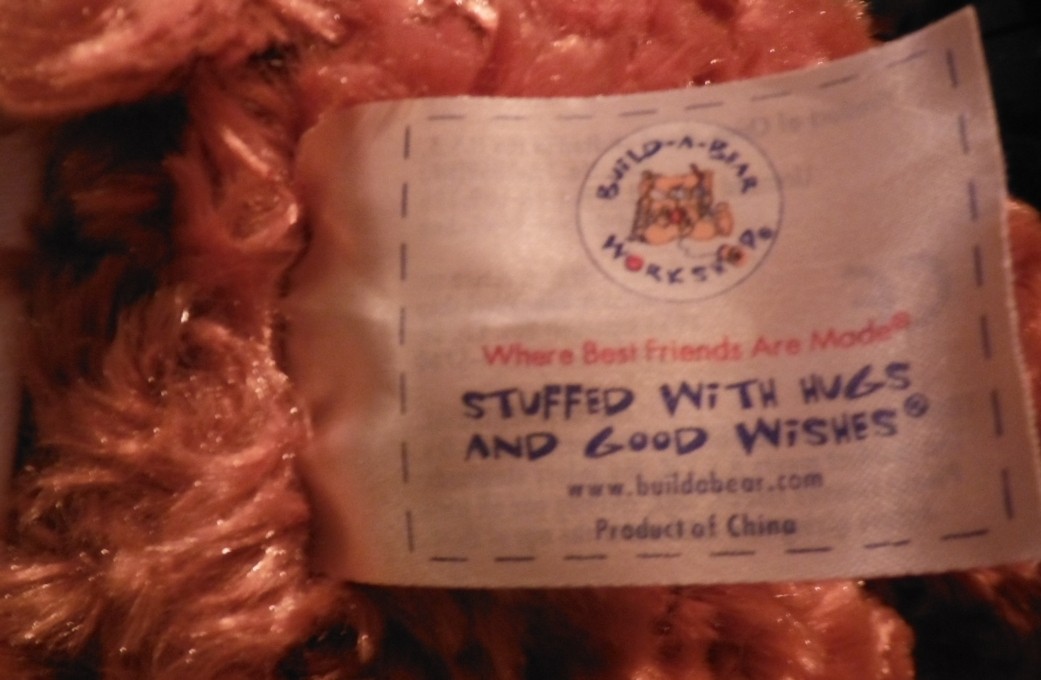 BUILD-A-BEAR
WORKSHOP®
Where Best Friends Are Made®
STUFFED WITH HUGS
AND GOOD WISHES®
www.buildabear.com
Product of China